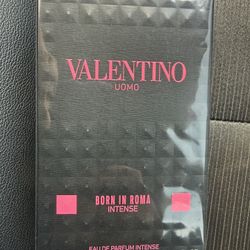 VALENTINO
UOMO
BORN IN ROMA
INTENSE
EAU DE PARFUM INTENSE